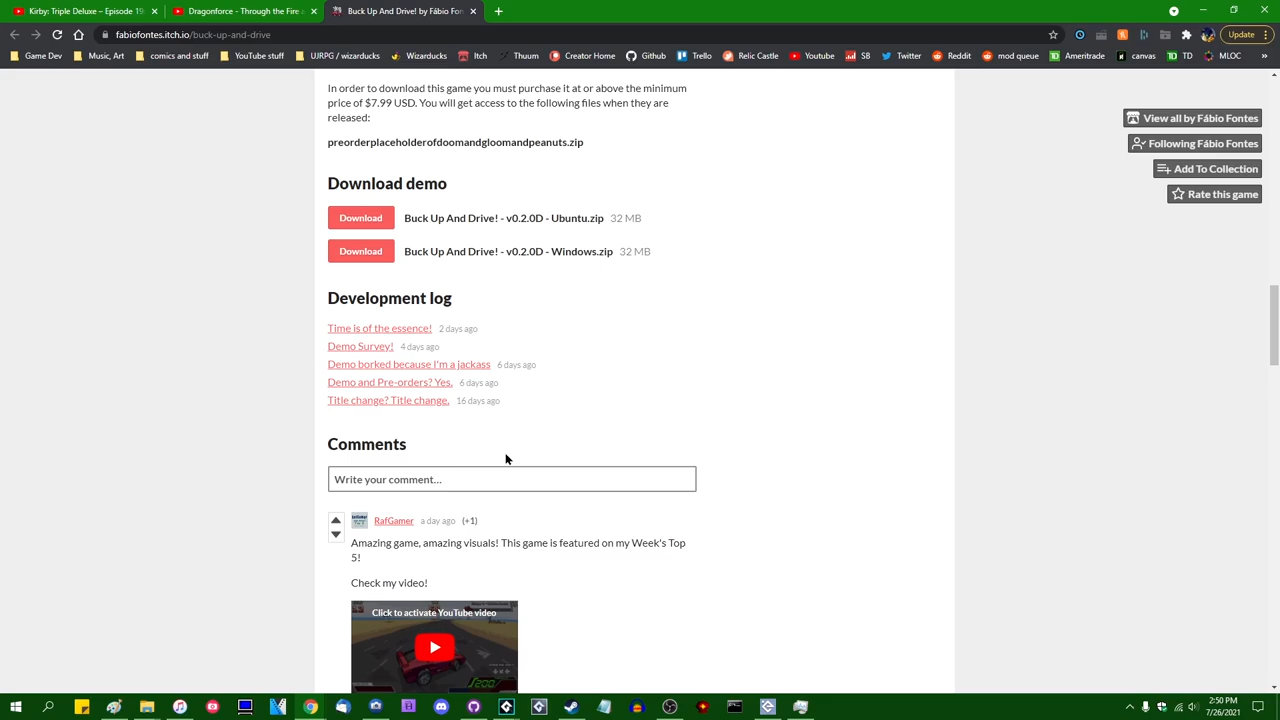 Kirby: Triple Deluxe – Episode 19
Dragonforce - Through the Fire a
Buck Up And Drive! by Fábio Fon
fabiofontes.itch.io/buck-up-and-drive
Update
Game Dev
Music, Art
comics and stuff
YouTube stuff
UJRPG / wizarducks
Wizarducks
Itch
Thuum
Creator Home
Github
Trello
Relic Castle
Youtube
SB
Twitter
Reddit
mod queue
Ameritrade
canvas
TD
MLOC
»
In order to download this game you must purchase it at or above the minimum
price of $7.99 USD. You will get access to the following files when they are
released:
preorderplaceholderofdoomandgloomandpeanuts.zip
View all by Fábio Fontes
Following Fábio Fontes
Add To Collection
Rate this game
Download demo
Download Buck Up And Drive! - v0.2.0D - Ubuntu.zip 32 MB
Download Buck Up And Drive! - v0.2.0D - Windows.zip 32 MB
Development log
Time is of the essence! 2 days ago
Demo Survey! 4 days ago
Demo borked because I'm a jackass 6 days ago
Demo and Pre-orders? Yes. 6 days ago
Title change? Title change. 16 days ago
Comments
Write your comment...
RafGamer a day ago (+1)
Amazing game, amazing visuals! This game is featured on my Week's Top
5!
Check my video!
Click to activate YouTube video
200
2:50 PM
7/26/2021